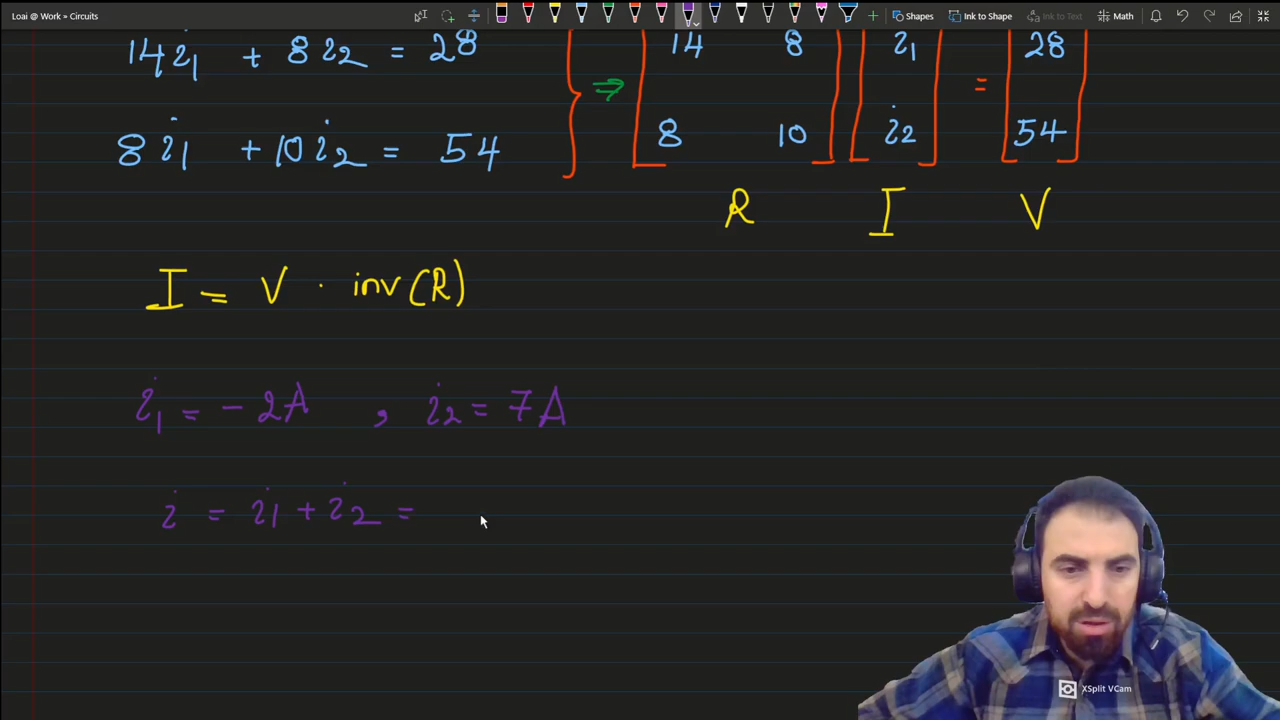 Loai @ Work » Circuits Shapes Ink to Shape Ink to Text Math
14i₁ + 8i₂ = 28 } ⇒ [14 8] [i₁] = [28]
8i₁ + 10i₂ = 54 [8 10] [i₂] [54]
R I V
I = V · inv(R)
i₁ = -2A , i₂ = 7A
i = i₁ + i₂ =
XSplit VCam